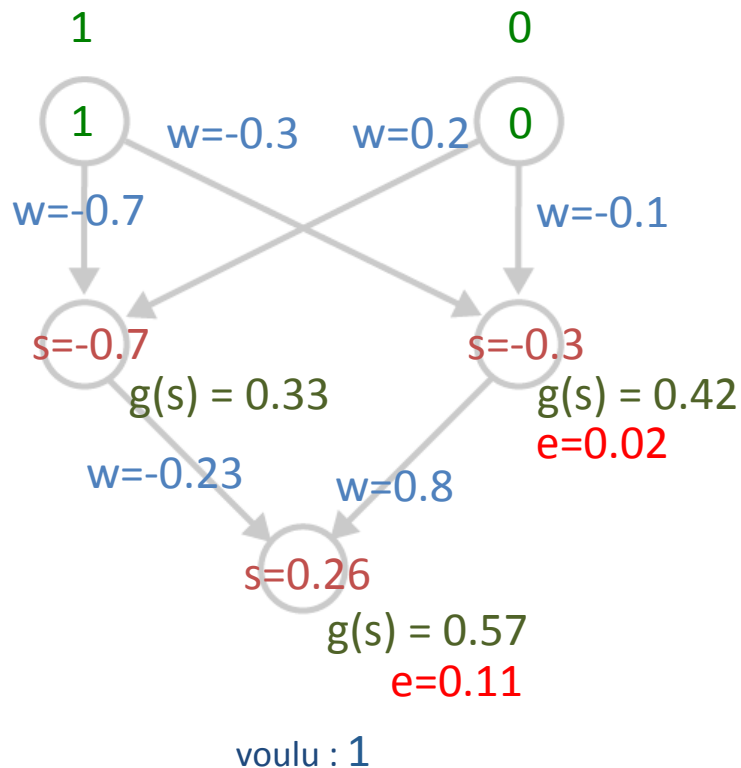 1 0
1 0
w=-0.3 w=0.2
w=-0.7 w=-0.1
s=-0.7 s=-0.3
g(s) = 0.33 g(s) = 0.42
e=0.02
w=-0.23 w=0.8
s=0.26
g(s) = 0.57
e=0.11
voulu : 1